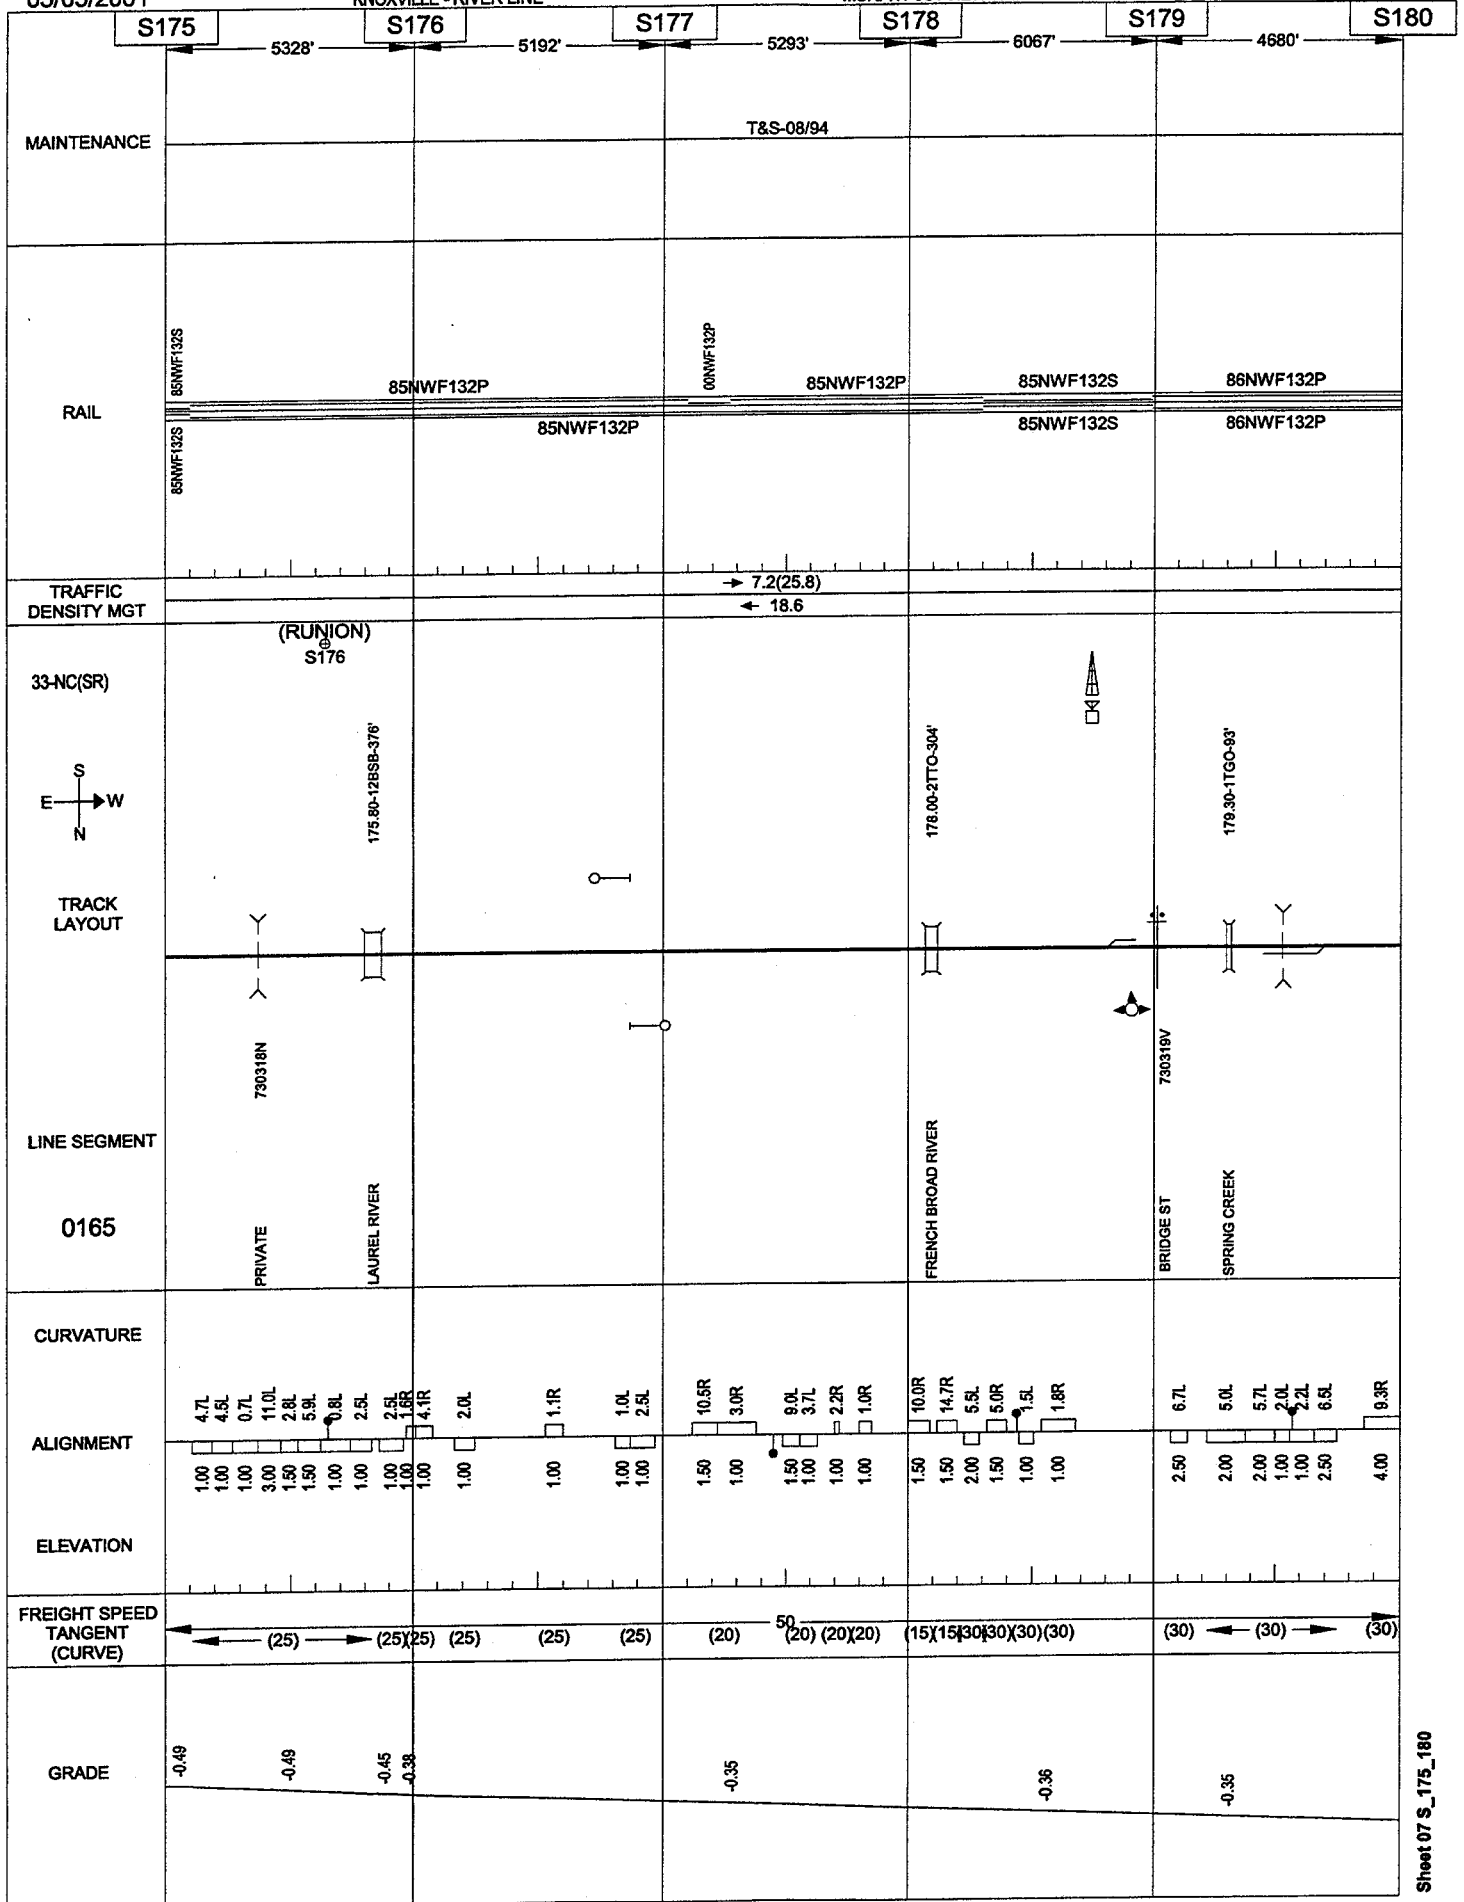 S175 S176 S177 S178 S179 S180
5328' 5192' 5293' 6067' 4680'
MAINTENANCE
T&S-08/94
RAIL
85NWF132S
85NWF132P
00NWF132P
85NWF132P
85NWF132S
86NWF132P
85NWF132S
85NWF132P
85NWF132S
86NWF132P
TRAFFIC
DENSITY MGT
7.2(25.8)
18.6
33-NC(SR)
(RUNION)
S176
S
E W
N
175.80-12BSB-376'
178.00-2TTO-304'
179.30-1TGO-93'
TRACK
LAYOUT
730318N
730319V
LINE SEGMENT
0165
PRIVATE
LAUREL RIVER
FRENCH BROAD RIVER
BRIDGE ST
SPRING CREEK
CURVATURE
4.7L 4.5L 0.7L 11.0L 2.8L 5.9L 0.8L 2.5L 2.5L 1.6R 4.1R 2.0L 1.1R 1.0L 2.5L 10.5R 3.0R 9.0L 3.7L 2.2R 1.0R 10.0R 14.7R 5.5L 5.0R 1.5L 1.8R 6.7L 5.0L 5.7L 2.0L 2.2L 6.5L 9.3R
ALIGNMENT
1.00 1.00 1.00 3.00 1.50 1.50 1.00 1.00 1.00 1.00 1.00 1.00 1.00 1.00 1.00 1.50 1.00 1.50 1.00 1.00 1.00 1.50 1.50 2.00 1.50 1.00 1.00 2.50 2.00 2.00 1.00 1.00 2.50 4.00
ELEVATION
FREIGHT SPEED
TANGENT
(CURVE)
50
(25) (25)(25) (25) (25) (25) (20) (20) (20)(20) (15)(15)(30)(30)(30)(30) (30) (30) (30)
GRADE
-0.49 -0.49 -0.45 -0.38 -0.35 -0.36 -0.35
Sheet 07 S_175_180